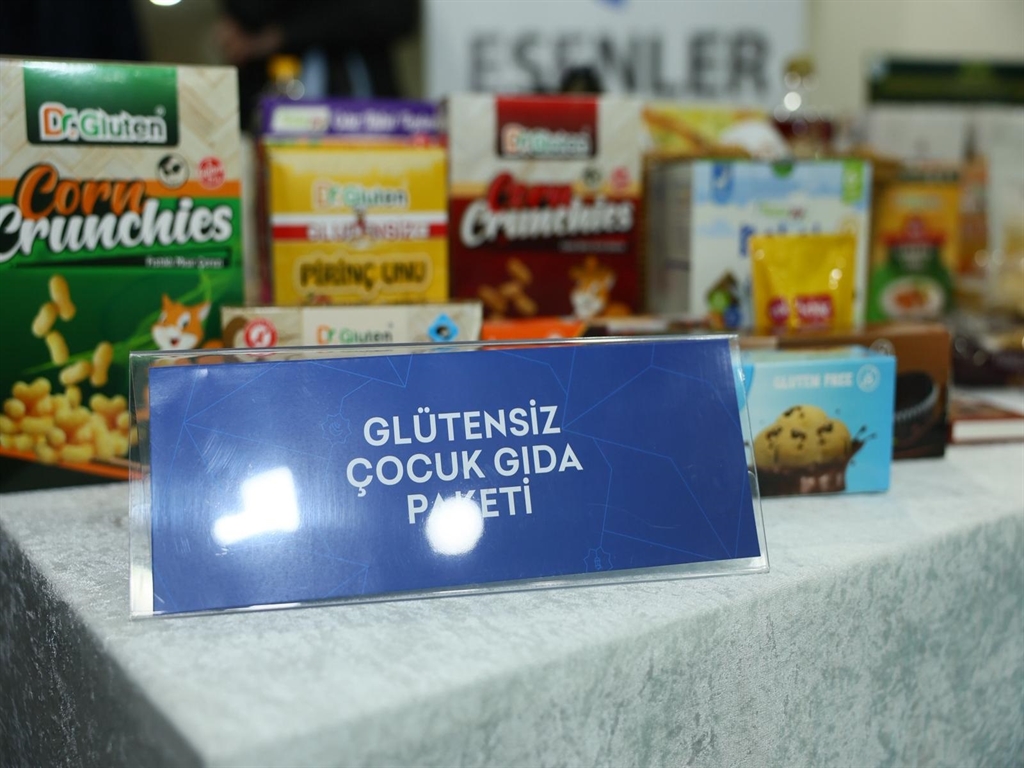 ESENLER
Dr. Gluten
Corn
Crunchies
Dr. Gluten
GLUTENSİZ
PİRİNÇ UNU
Dr. Gluten
Corn
Crunchies
Dr. Gluten
GLUTEN FREE
GLÜTENSİZ
ÇOCUK GIDA
PAKETİ